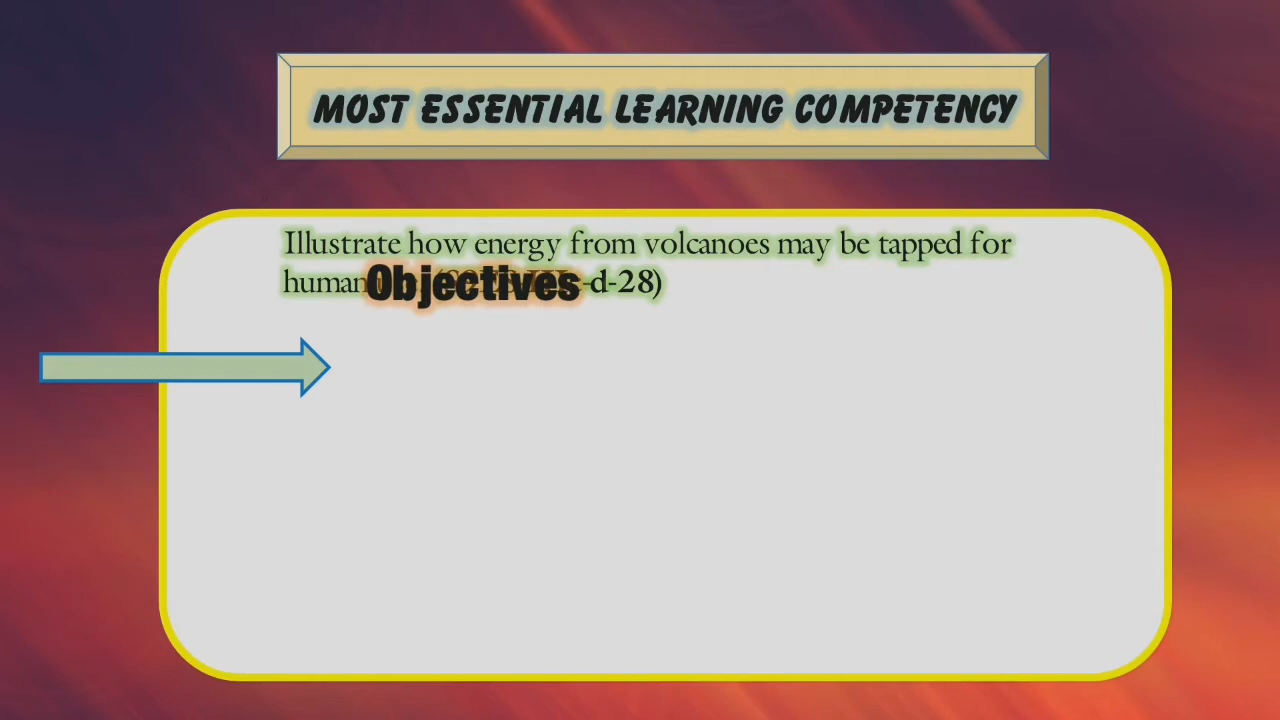 MOST ESSENTIAL LEARNING COMPETENCY
Illustrate how energy from volcanoes may be tapped for
human -d-28)
Objectives